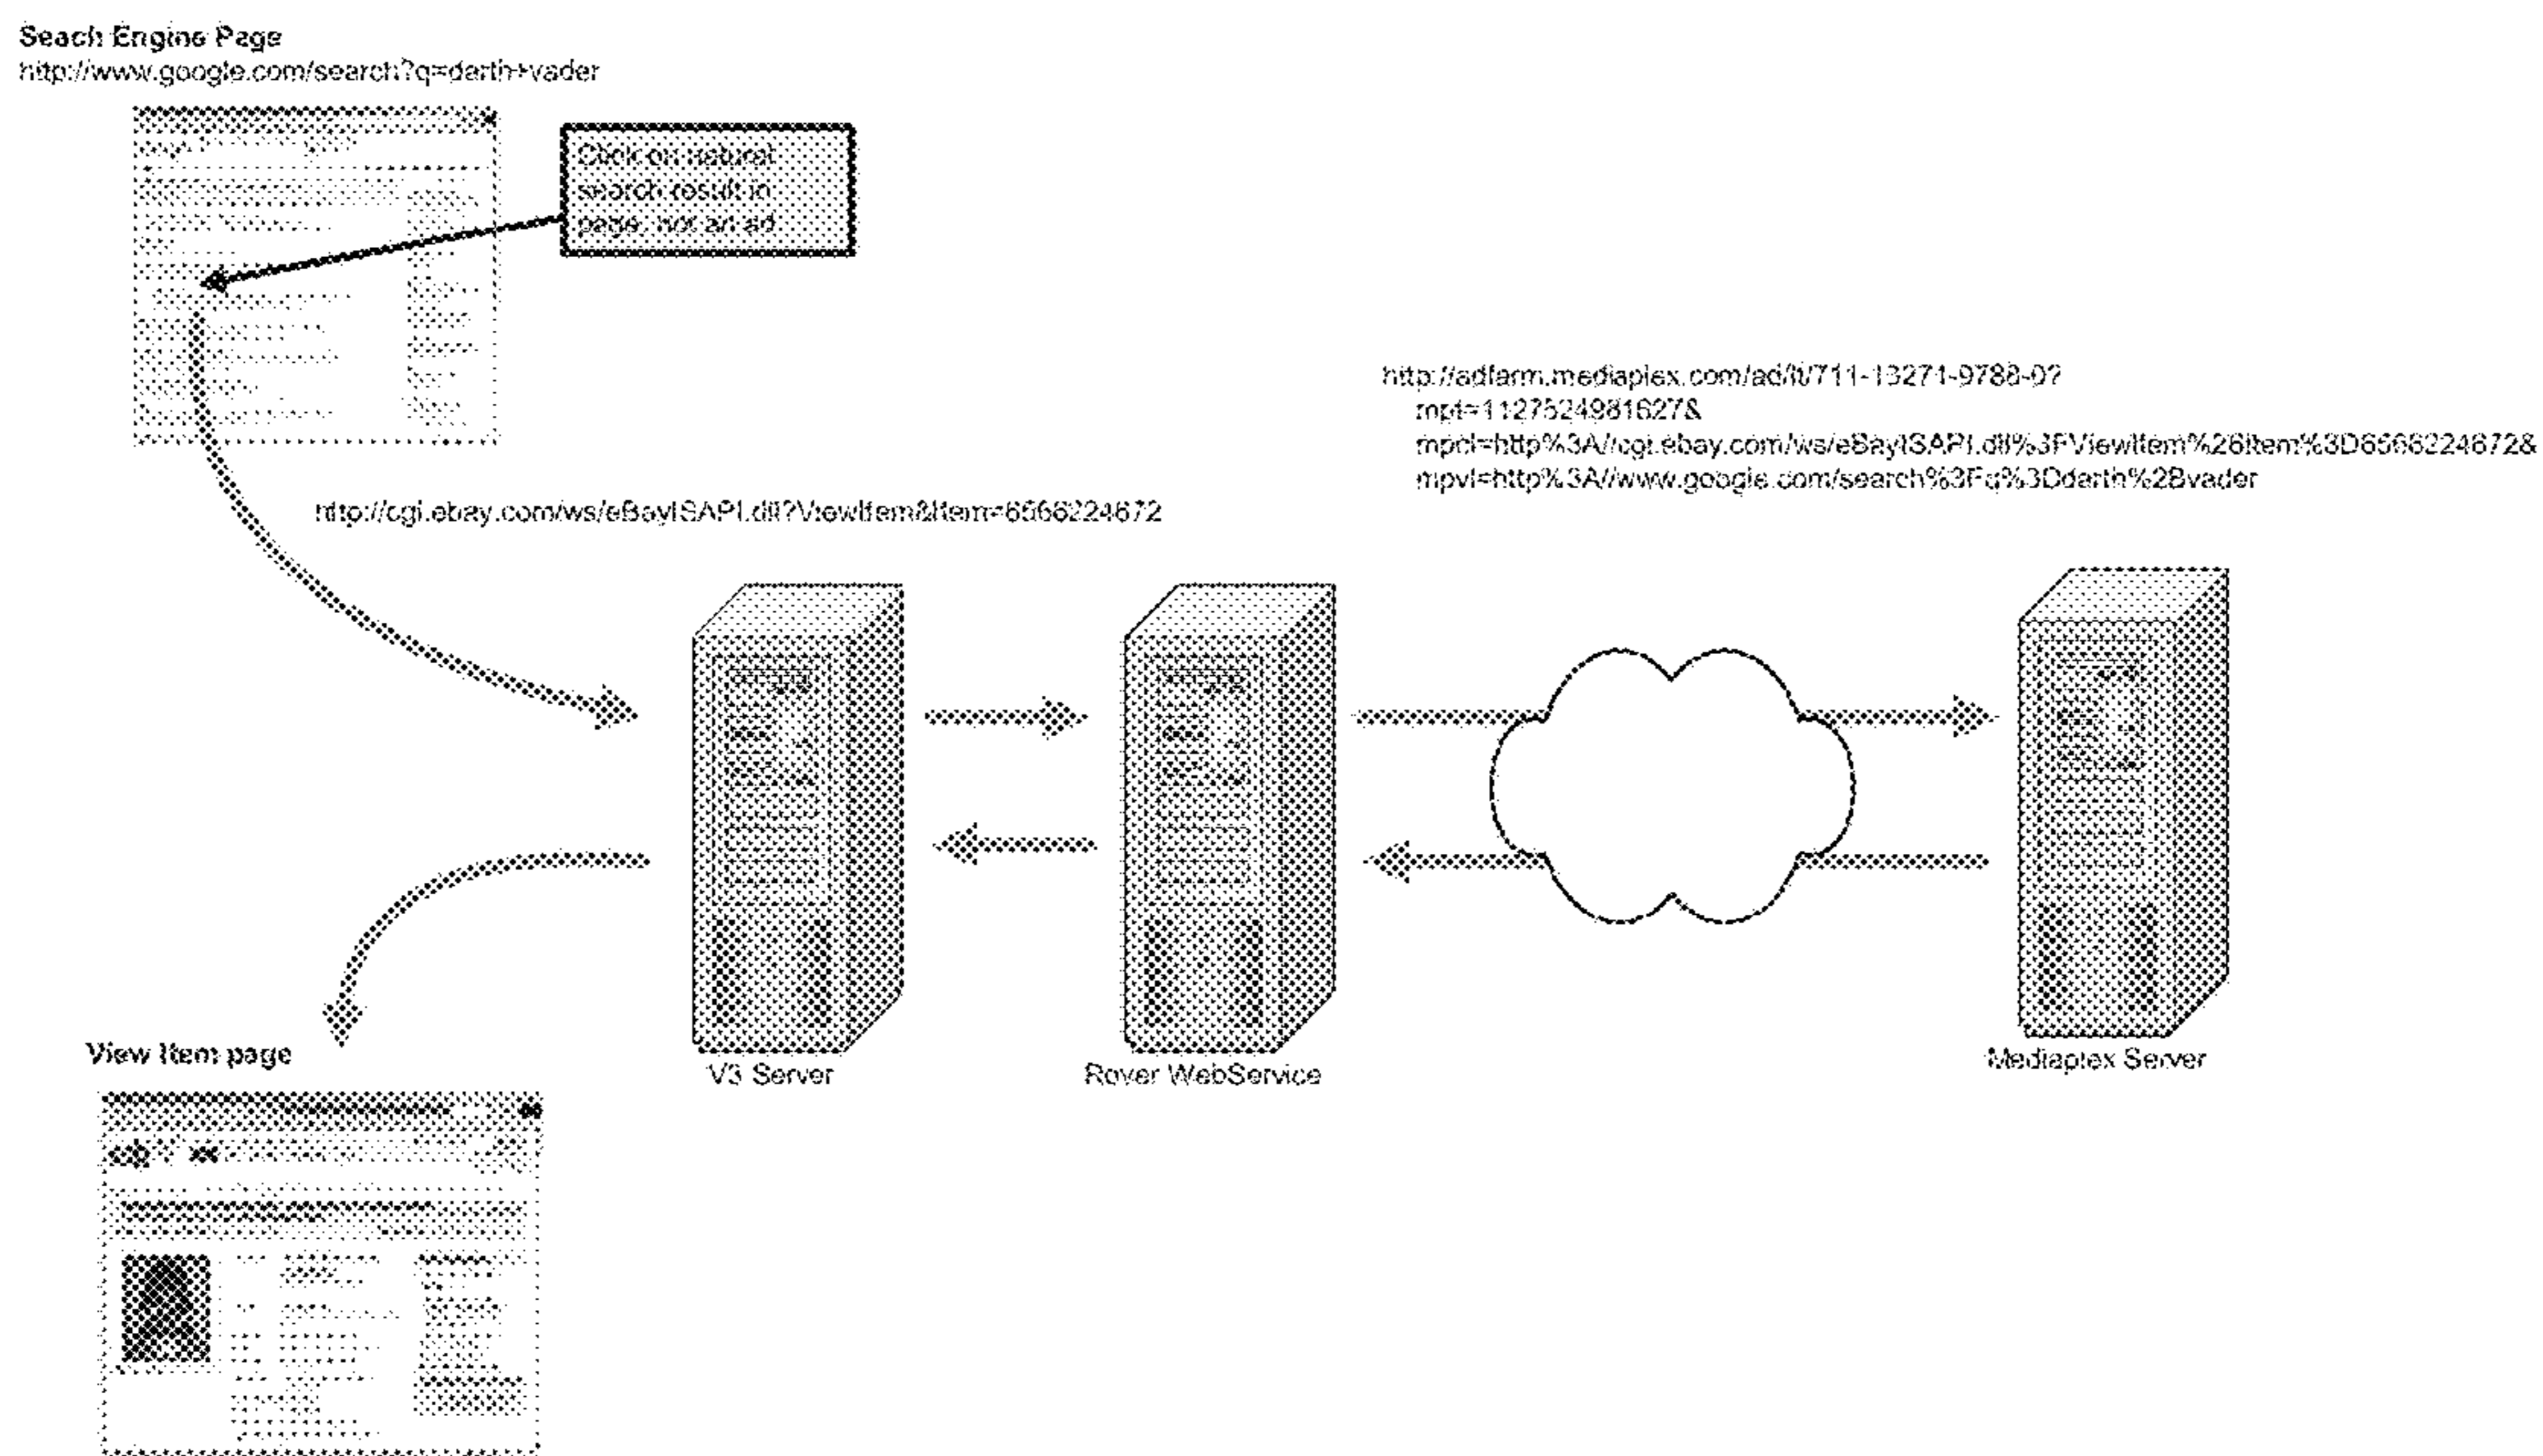 Seach Engine Page
http://www.google.com/search?q=darth+vader
Click on natural
search result in
page, not an ad
http://adfarm.mediaplex.com/ad/lt/711-13271-9788-0?
mpt=1127524981627&
mpcl=http%3A//cgi.ebay.com/ws/eBayISAPI.dll%3FViewItem%26item%3D6566224672&
mpvl=http%3A//www.google.com/search%3Fq%3Ddarth%2Bvader
http://cgi.ebay.com/ws/eBayISAPI.dll?ViewItem&item=6566224672
V3 Server
Rover WebService
Mediaplex Server
View Item page